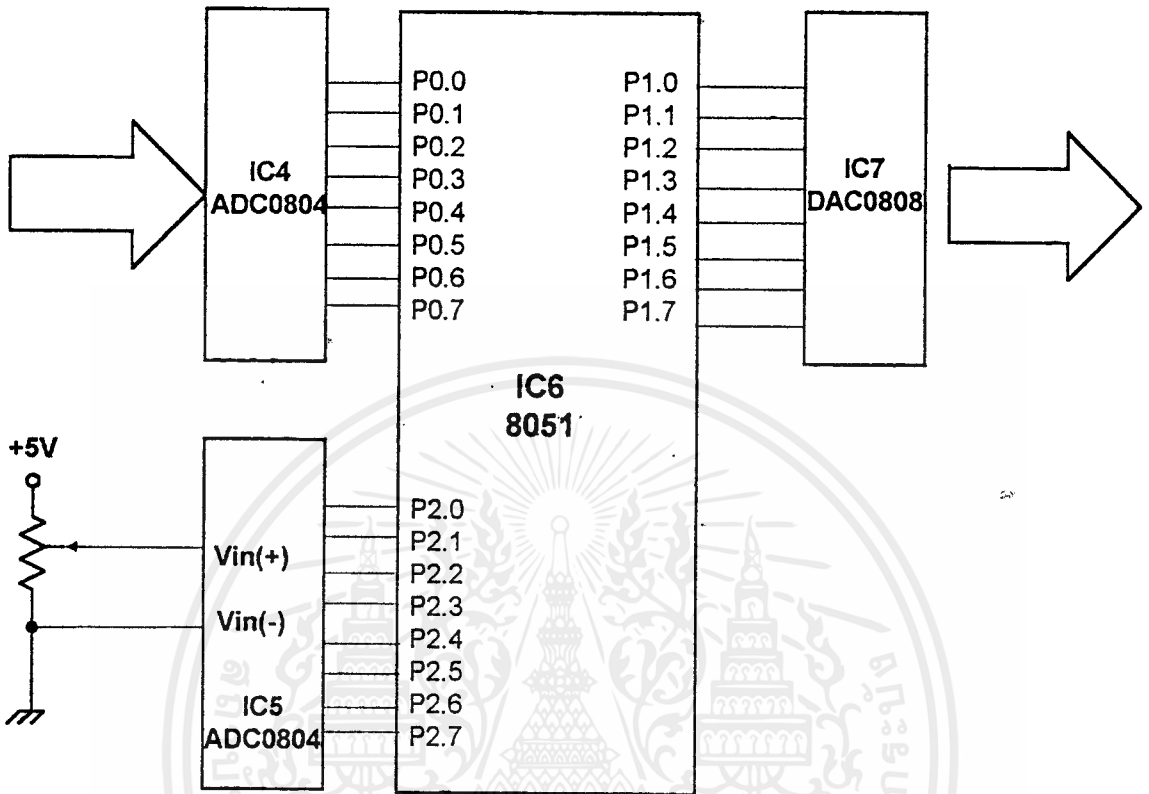 IC4
ADC0804
P0.0
P0.1
P0.2
P0.3
P0.4
P0.5
P0.6
P0.7
P1.0
P1.1
P1.2
P1.3
P1.4
P1.5
P1.6
P1.7
IC7
DAC0808
IC6
8051
+5V
Vin(+)
Vin(-)
IC5
ADC0804
P2.0
P2.1
P2.2
P2.3
P2.4
P2.5
P2.6
P2.7